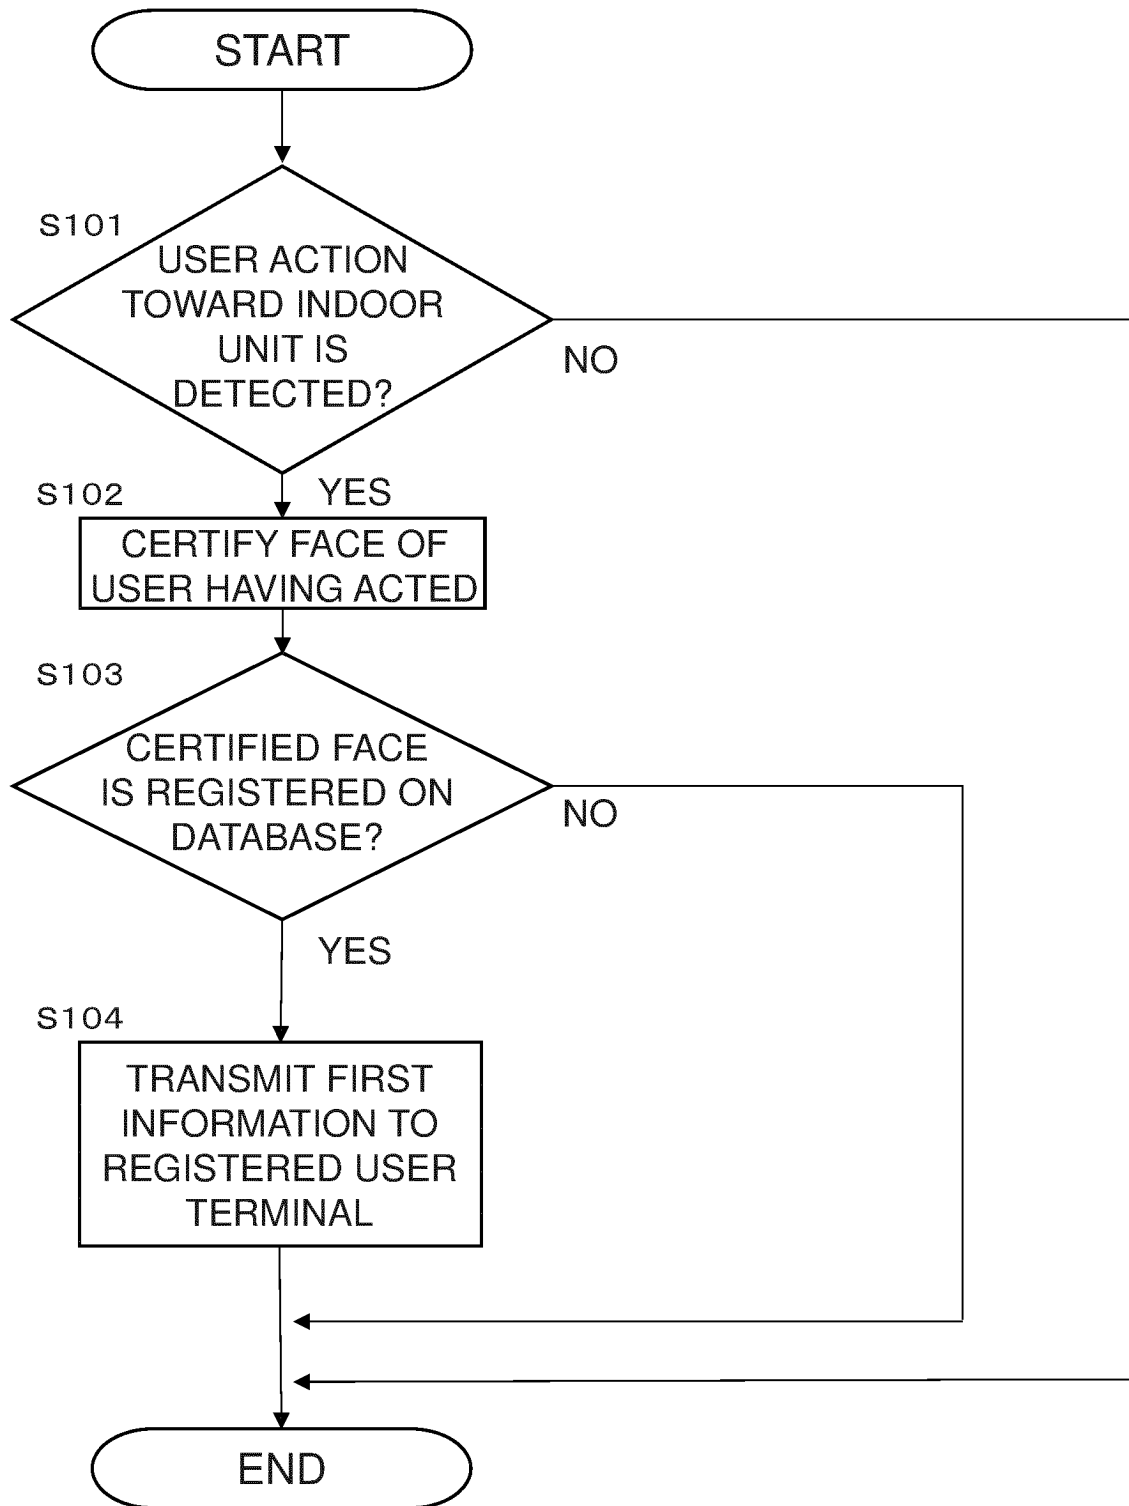 START
S101
USER ACTION
TOWARD INDOOR
UNIT IS
DETECTED?
NO
S102
YES
CERTIFY FACE OF
USER HAVING ACTED
S103
CERTIFIED FACE
IS REGISTERED ON
DATABASE?
NO
YES
S104
TRANSMIT FIRST
INFORMATION TO
REGISTERED USER
TERMINAL
END